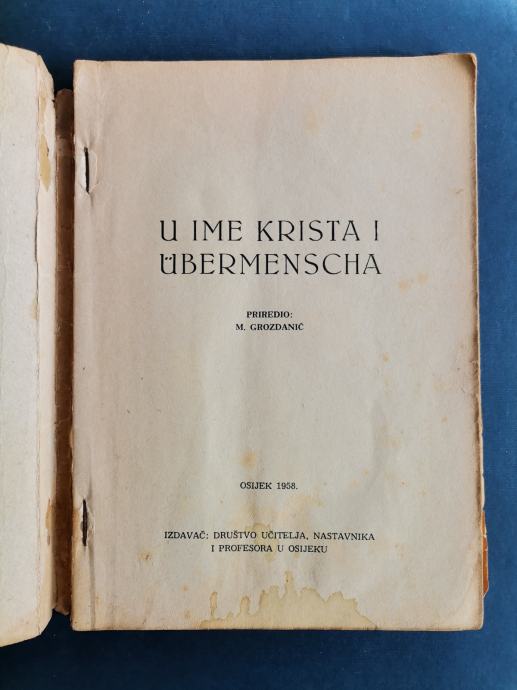 U IME KRISTA I
ÜBERMENSCHA
PRIREDIO:
M. GROZDANIĆ
OSIJEK 1958.
IZDAVAČ: DRUŠTVO UČITELJA, NASTAVNIKA
I PROFESORA U OSIJEKU